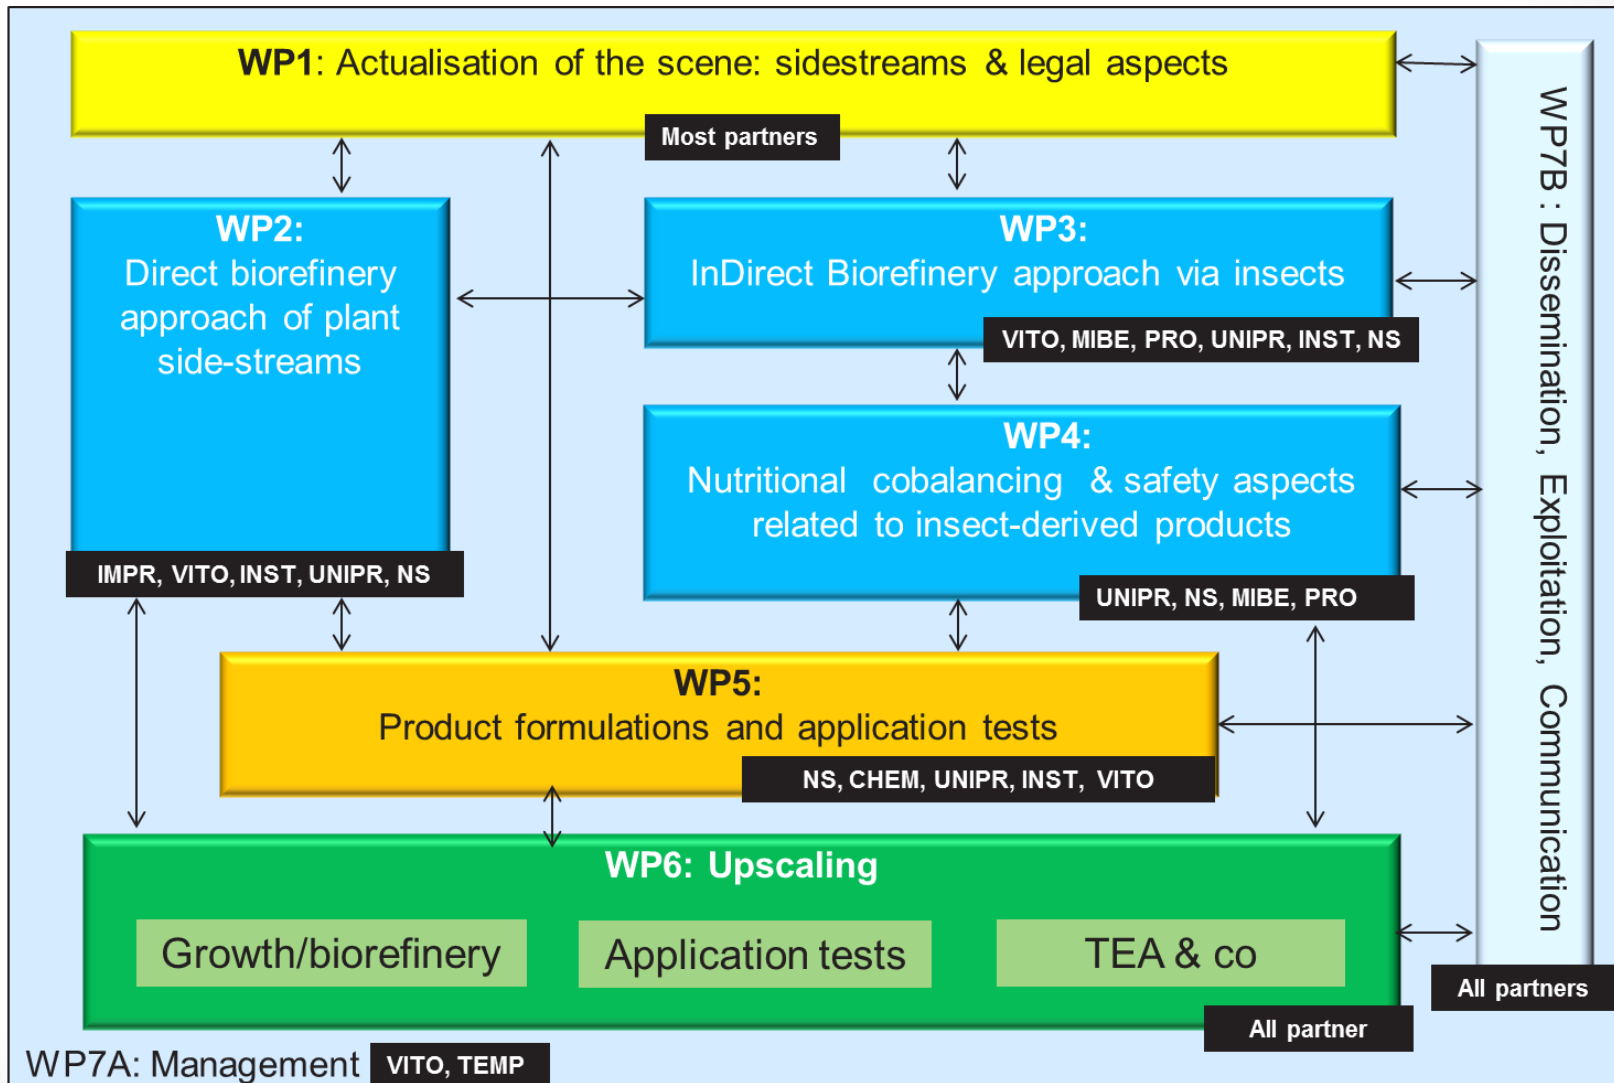 WP1: Actualisation of the scene: sidestreams & legal aspects
Most partners
WP2:
Direct biorefinery
approach of plant
side-streams
IMPR, VITO, INST, UNIPR, NS
WP3:
InDirect Biorefinery approach via insects
VITO, MIBE, PRO, UNIPR, INST, NS
WP4:
Nutritional cobalancing & safety aspects
related to insect-derived products
UNIPR, NS, MIBE, PRO
WP5:
Product formulations and application tests
NS, CHEM, UNIPR, INST, VITO
WP6: Upscaling
Growth/biorefinery
Application tests
TEA & co
All partner
WP7B : Dissemination, Exploitation, Communication
All partners
WP7A: Management
VITO, TEMP